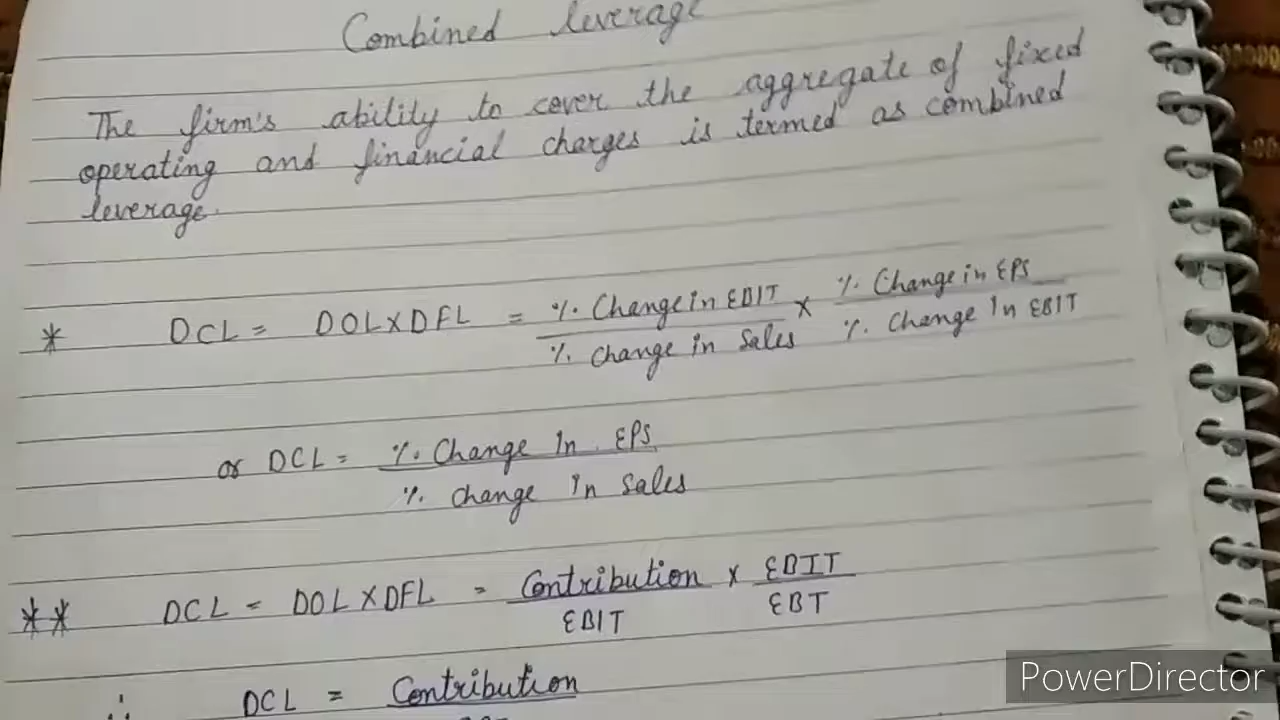 Combined leverage
The firm's ability to cover the aggregate of fixed
operating and financial charges is termed as combined
leverage.
* DCL = DOL×DFL = % Change in EBIT / % Change in Sales × % Change in EPS / % Change In EBIT
or DCL = % Change In EPS / % Change in Sales
** DCL = DOL×DFL = Contribution / EBIT × EBIT / EBT
∴ DCL = Contribution
PowerDirector